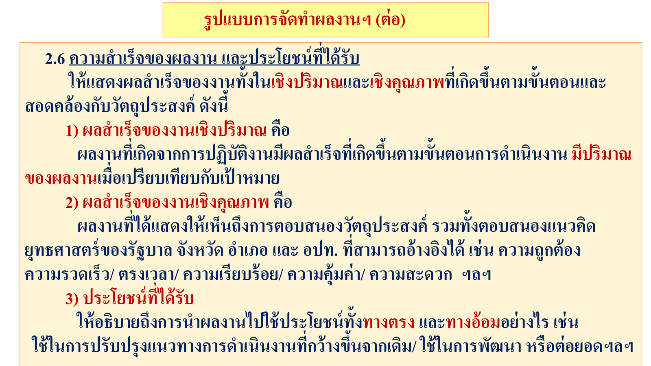 รูปแบบการจัดทำผลงานฯ (ต่อ)
2.6 ความสำเร็จของผลงาน และประโยชน์ที่ได้รับ
ให้แสดงผลสำเร็จของงานทั้งในเชิงปริมาณและเชิงคุณภาพที่เกิดขึ้นตามขั้นตอนและ
สอดคล้องกับวัตถุประสงค์ ดังนี้
1) ผลสำเร็จของงานเชิงปริมาณ คือ
ผลงานที่เกิดจากการปฏิบัติงานมีผลสำเร็จที่เกิดขึ้นตามขั้นตอนการดำเนินงาน มีปริมาณ
ของผลงานเมื่อเปรียบเทียบกับเป้าหมาย
2) ผลสำเร็จของงานเชิงคุณภาพ คือ
ผลงานที่ได้แสดงให้เห็นถึงการตอบสนองวัตถุประสงค์ รวมทั้งตอบสนองแนวคิด
ยุทธศาสตร์ของรัฐบาล จังหวัด อำเภอ และ อปท. ที่สามารถอ้างอิงได้ เช่น ความถูกต้อง
ความรวดเร็ว/ ตรงเวลา/ ความเรียบร้อย/ ความคุ้มค่า/ ความสะดวก ฯลฯ
3) ประโยชน์ที่ได้รับ
ให้อธิบายถึงการนำผลงานไปใช้ประโยชน์ทั้งทางตรง และทางอ้อมอย่างไร เช่น
ใช้ในการปรับปรุงแนวทางการดำเนินงานที่กว้างขึ้นจากเดิม/ ใช้ในการพัฒนา หรือต่อยอดฯลฯ